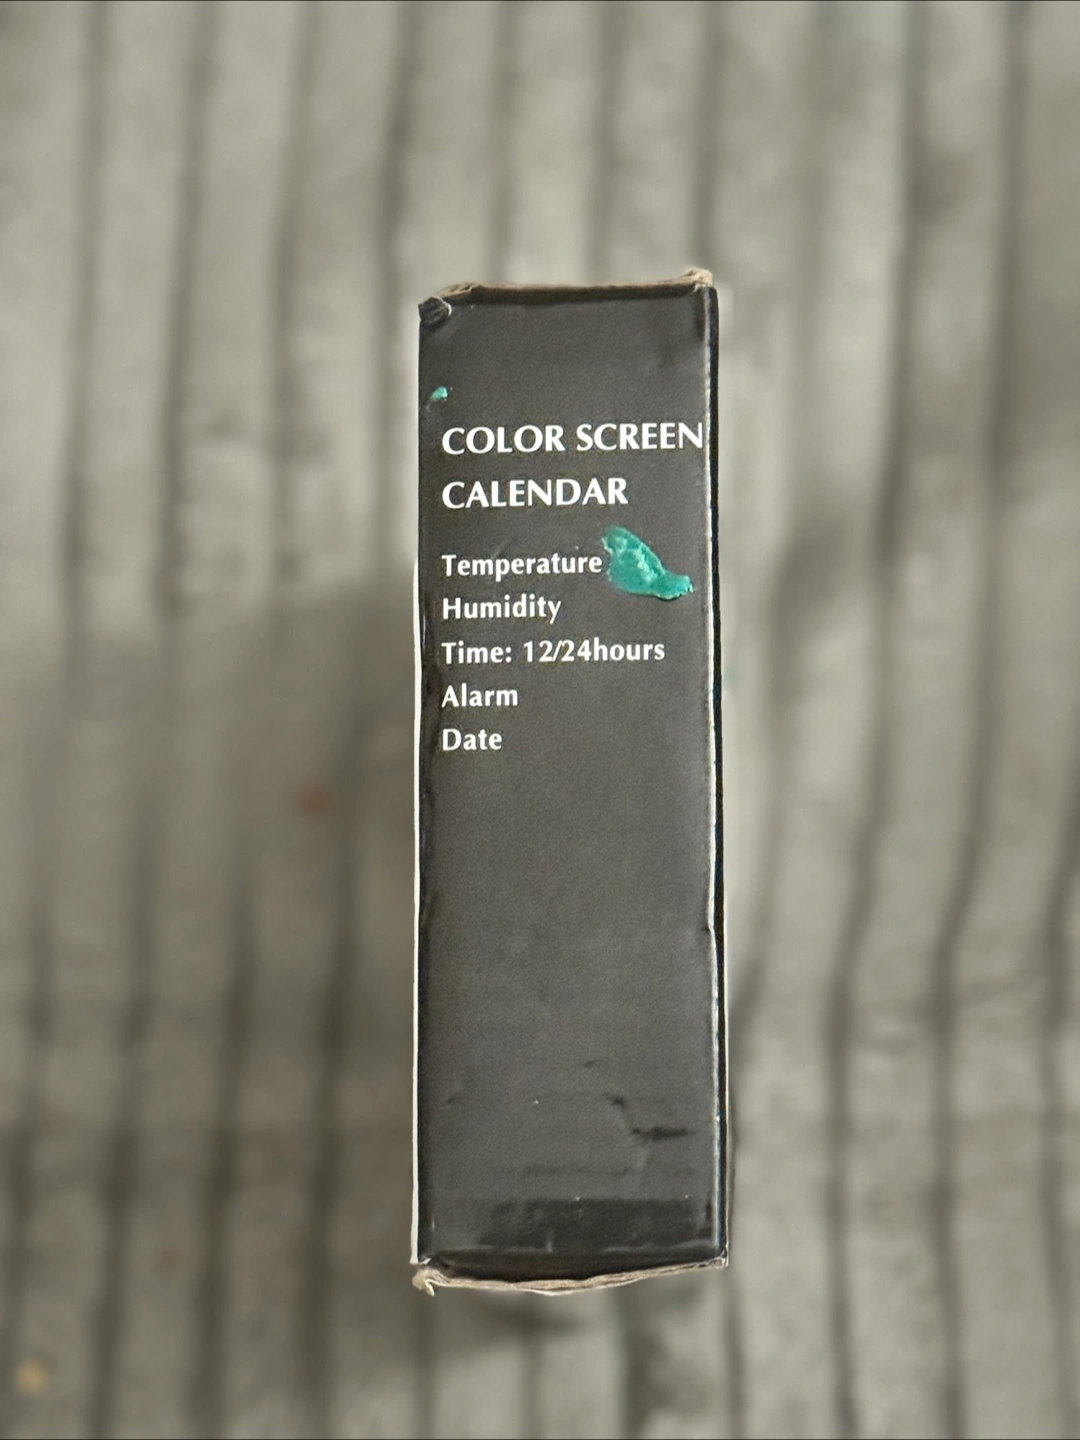 COLOR SCREEN
CALENDAR
Temperature
Humidity
Time: 12/24hours
Alarm
Date